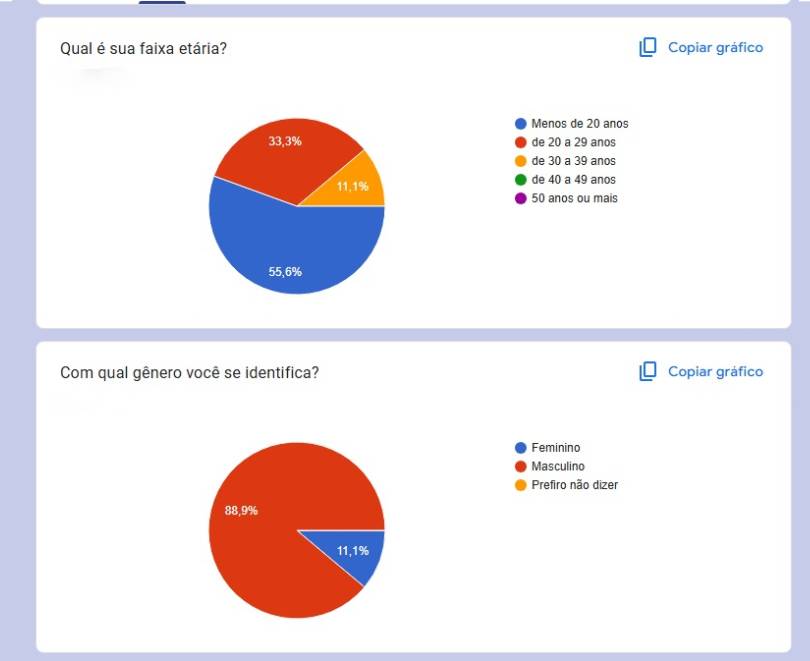 Qual é sua faixa etária?
Copiar gráfico
33,3%
11,1%
55,6%
Menos de 20 anos
de 20 a 29 anos
de 30 a 39 anos
de 40 a 49 anos
50 anos ou mais
Com qual gênero você se identifica?
Copiar gráfico
88,9%
11,1%
Feminino
Masculino
Prefiro não dizer